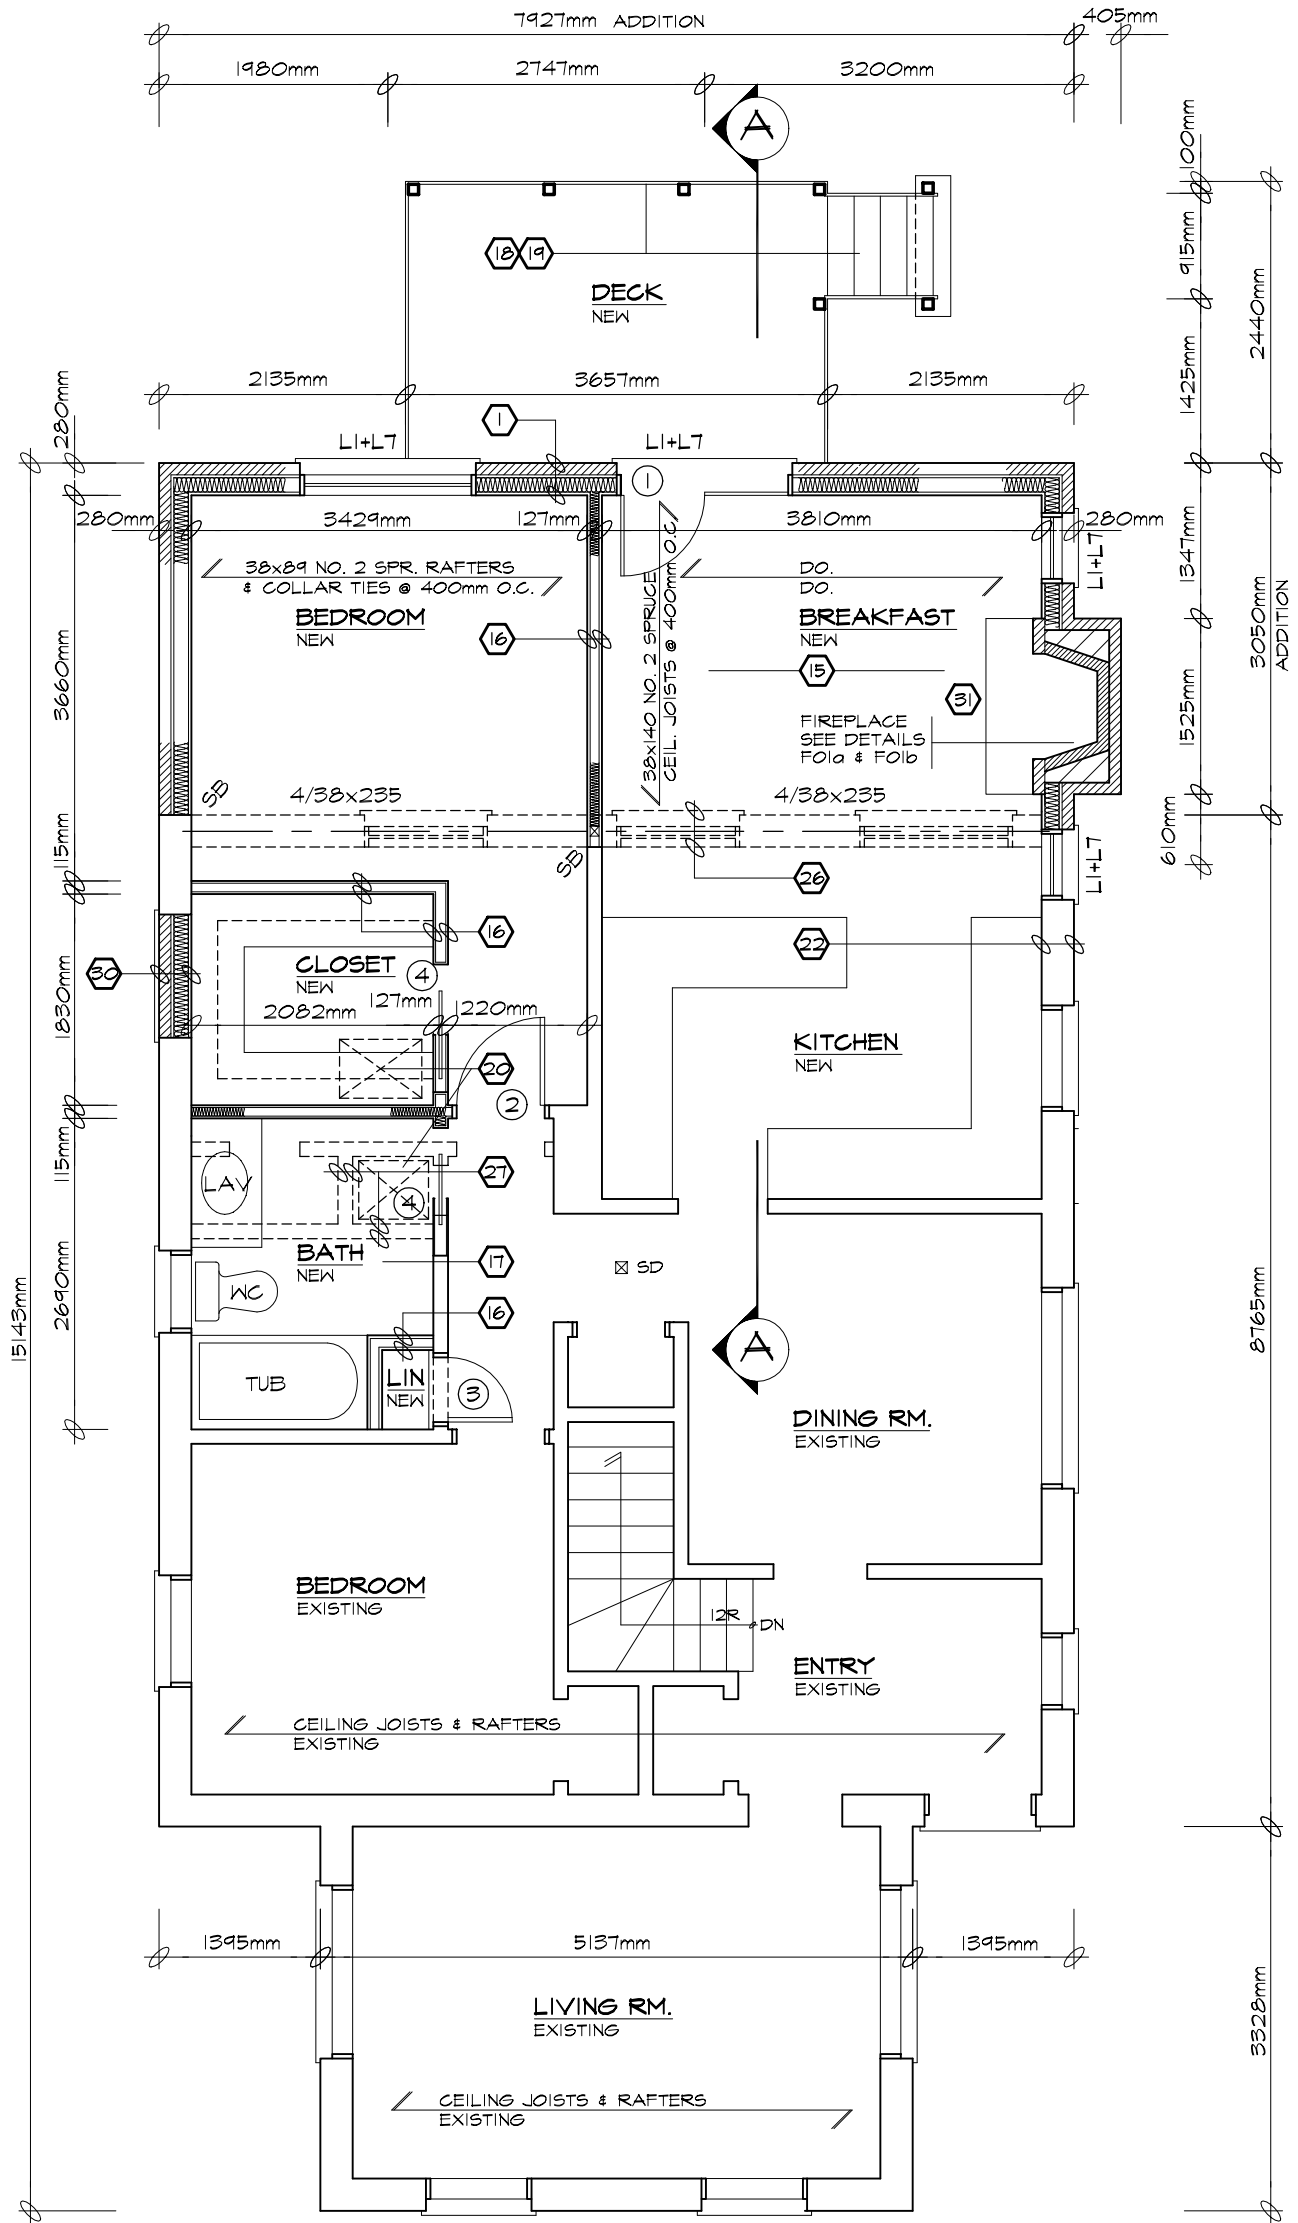 7927mm ADDITION
405mm
1980mm
2747mm
3200mm
A
100mm
915mm
2440mm
1425mm
18
19
DECK
NEW
2135mm
3657mm
2135mm
280mm
1
L1+L7
L1+L7
1
280mm
3429mm
127mm
3810mm
280mm
1347mm
L1+L7
3050mm
ADDITION
38x89 NO. 2 SPR. RAFTERS
& COLLAR TIES @ 400mm O.C.
DO.
DO.
38x140 NO. 2 SPRUCE
CEIL. JOISTS @ 400mm O.C.
BEDROOM
NEW
16
BREAKFAST
NEW
15
31
3660mm
1525mm
FIREPLACE
SEE DETAILS
F01a & F01b
SB
4/38x235
4/38x235
610mm
115mm
SB
26
L1+L7
16
22
30
CLOSET
NEW
4
127mm
2082mm
1220mm
1830mm
KITCHEN
NEW
20
2
115mm
LAV
27
4
BATH
NEW
17
SD
WC
2690mm
16
15143mm
8765mm
A
TUB
LIN
NEW
3
DINING RM.
EXISTING
BEDROOM
EXISTING
12R
DN
ENTRY
EXISTING
CEILING JOISTS & RAFTERS
EXISTING
1395mm
5137mm
1395mm
3328mm
LIVING RM.
EXISTING
CEILING JOISTS & RAFTERS
EXISTING